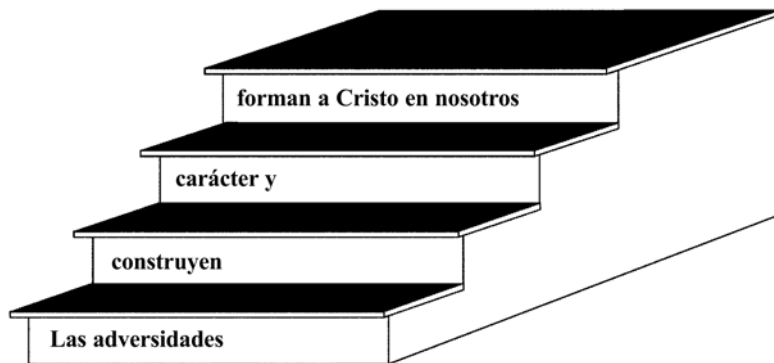 forman a Cristo en nosotros
carácter y
construyen
Las adversidades